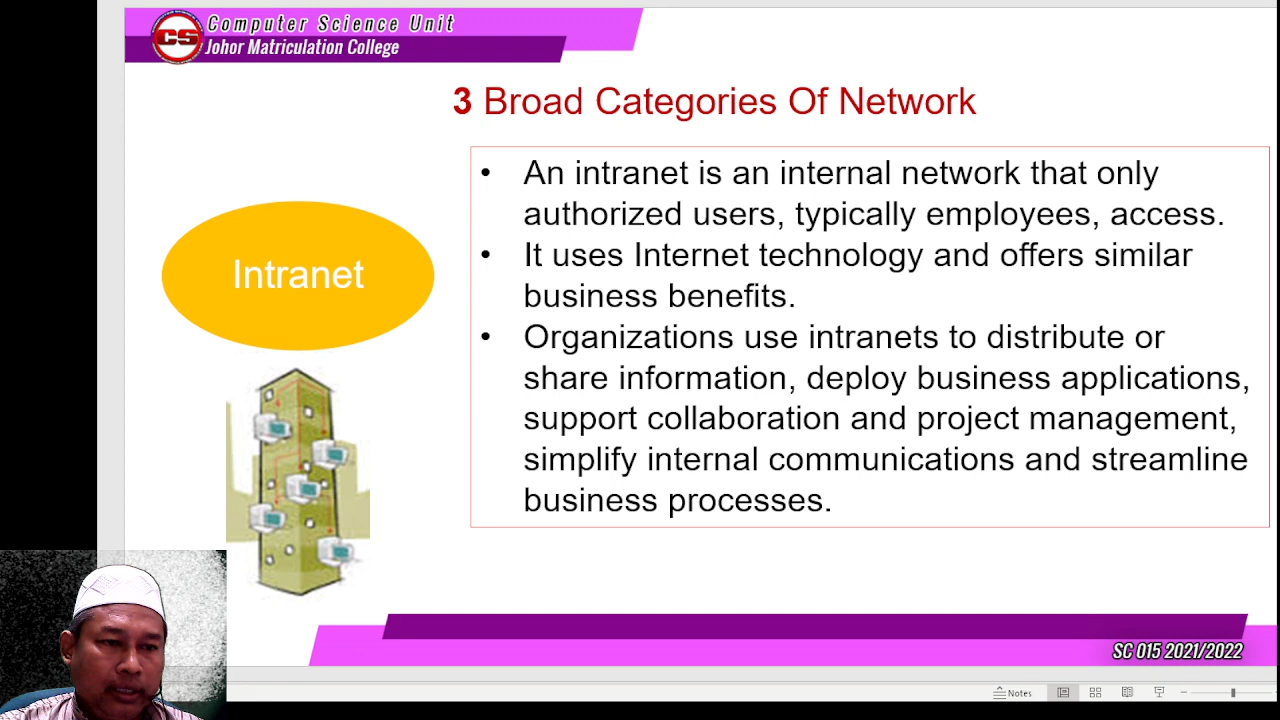 CS
Computer Science Unit
Johor Matriculation College
3 Broad Categories Of Network
Intranet
• An intranet is an internal network that only
authorized users, typically employees, access.
• It uses Internet technology and offers similar
business benefits.
• Organizations use intranets to distribute or
share information, deploy business applications,
support collaboration and project management,
simplify internal communications and streamline
business processes.
SC 015 2021/2022
Notes